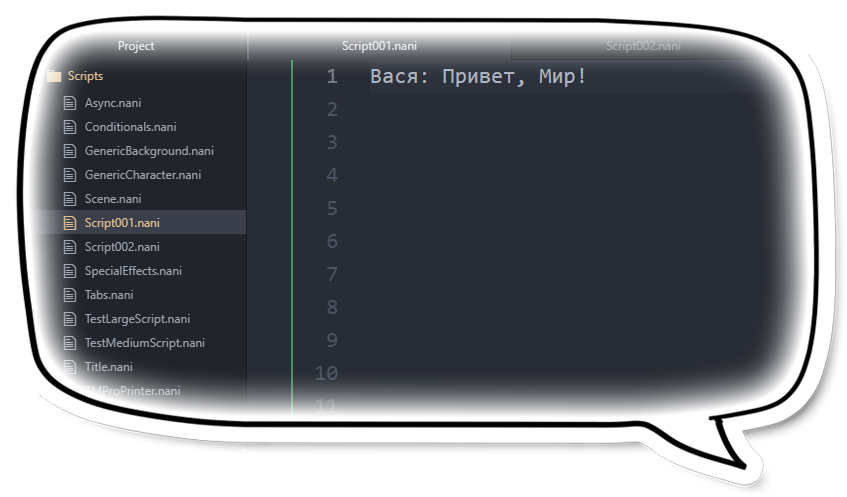 Project
Script001.nani
Script002.nani
Scripts
Async.nani
Conditionals.nani
GenericBackground.nani
GenericCharacter.nani
Scene.nani
Script001.nani
Script002.nani
SpecialEffects.nani
Tabs.nani
TestLargeScript.nani
TestMediumScript.nani
Title.nani
TMProPrinter.nani
1 Вася: Привет, Мир!
2
3
4
5
6
7
8
9
10
11